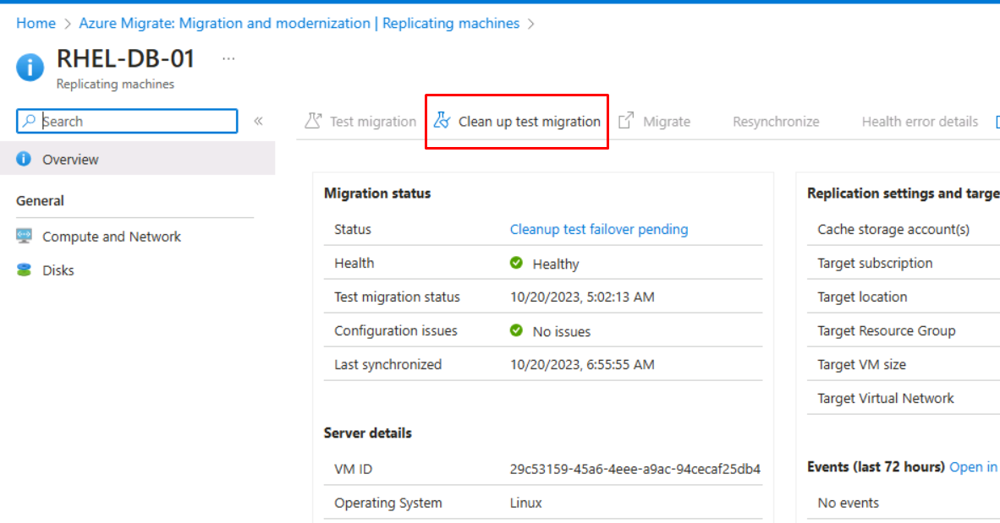 Home > Azure Migrate: Migration and modernization | Replicating machines >
RHEL-DB-01 ...
Replicating machines
Search «
Overview
General
Compute and Network
Disks
Test migration Clean up test migration Migrate Resynchronize Health error details
Migration status
Status Cleanup test failover pending
Health Healthy
Test migration status 10/20/2023, 5:02:13 AM
Configuration issues No issues
Last synchronized 10/20/2023, 6:55:55 AM
Server details
VM ID 29c53159-45a6-4eee-a9ac-94cecaf25db4
Operating System Linux
Replication settings and targe
Cache storage account(s)
Target subscription
Target location
Target Resource Group
Target VM size
Target Virtual Network
Events (last 72 hours) Open in
No events